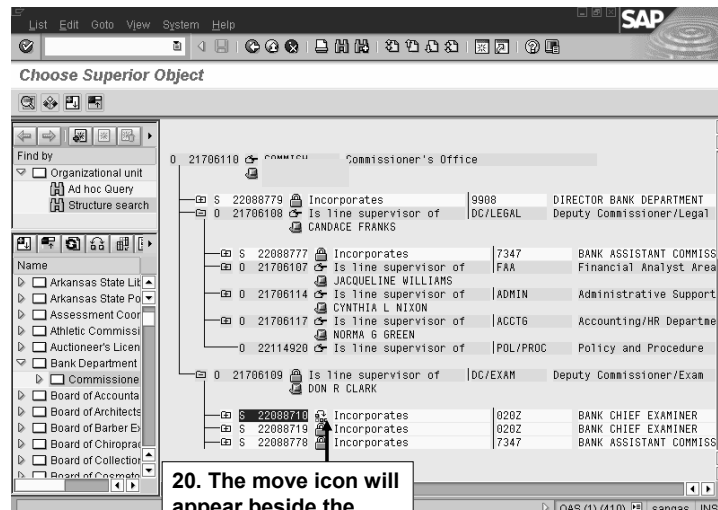 List Edit Goto View System Help
SAP
Choose Superior Object
Find by
Organizational unit
Ad hoc Query
Structure search
Name
Arkansas State Lib
Arkansas State Po
Assessment Coor
Athletic Commissi
Auctioneer's Licen
Bank Department
Commissione
Board of Accounta
Board of Architects
Board of Barber Ex
Board of Chiroprac
Board of Collection
Board of Cosmeto
O 21706110 COMMISH Commissioner's Office
S 22088779 Incorporates 9908 DIRECTOR BANK DEPARTMENT
O 21706108 Is line supervisor of DC/LEGAL Deputy Commissioner/Legal
CANDACE FRANKS
S 22088777 Incorporates 7347 BANK ASSISTANT COMMISS
O 21706107 Is line supervisor of FAA Financial Analyst Area
JACQUELINE WILLIAMS
O 21706114 Is line supervisor of ADMIN Administrative Support
CYNTHIA L NIXON
O 21706117 Is line supervisor of ACCTG Accounting/HR Departme
NORMA G GREEN
O 22114920 Is line supervisor of POL/PROC Policy and Procedure
O 21706109 Is line supervisor of DC/EXAM Deputy Commissioner/Exam
DON R CLARK
S 22088710 Incorporates 020Z BANK CHIEF EXAMINER
S 22088719 Incorporates 020Z BANK CHIEF EXAMINER
S 22088778 Incorporates 7347 BANK ASSISTANT COMMISS
20. The move icon will
appear beside the
OAS (1) (410) sangas INS